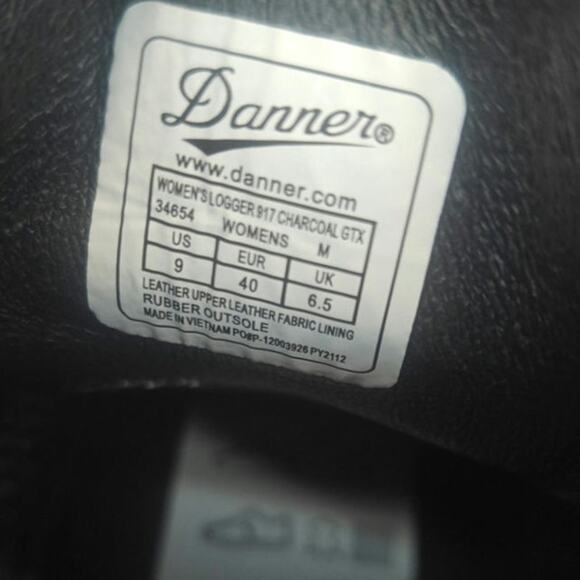 Danner®
www.danner.com
WOMEN'S LOGGER 917 CHARCOAL GTX
34654 WOMENS M
US EUR UK
9 40 6.5
LEATHER UPPER LEATHER FABRIC LINING
RUBBER OUTSOLE
MADE IN VIETNAM PO#P-12003926 PY2112